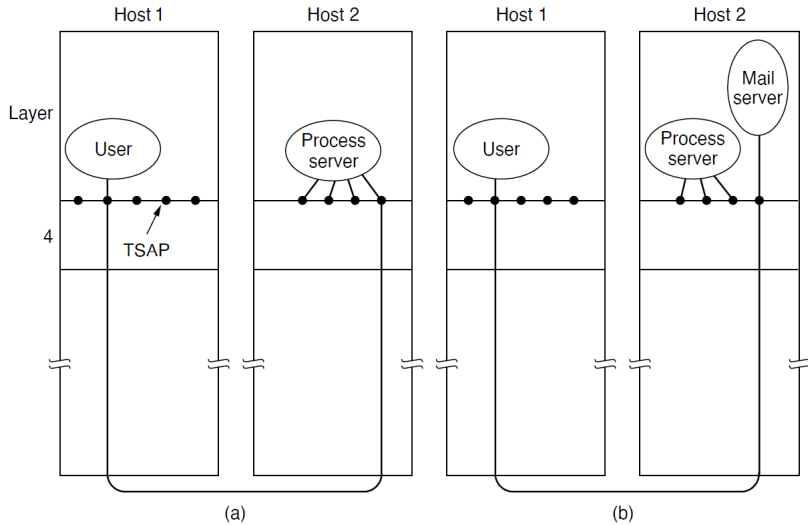 Host 1
Host 2
Host 1
Host 2
Layer
User
Process
server
User
Process
server
Mail
server
4
TSAP
(a)
(b)